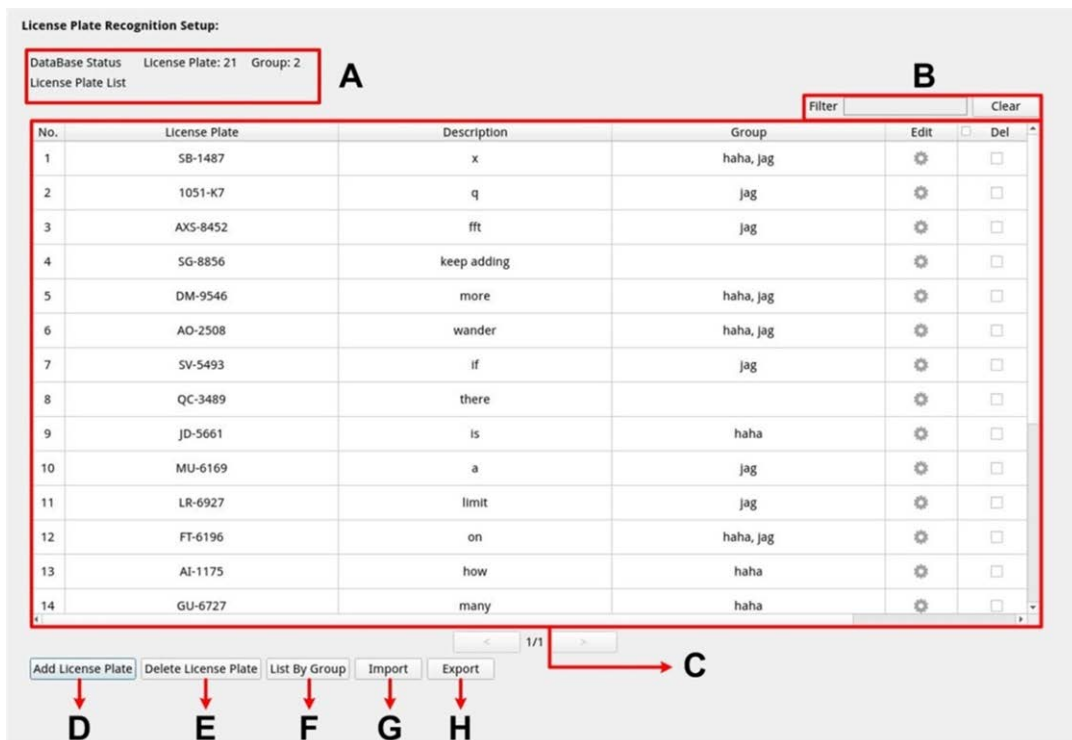 License Plate Recognition Setup:
DataBase Status License Plate: 21 Group: 2
License Plate List
A
B
Filter Clear
No. License Plate Description Group Edit Del
1 SB-1487 x haha, jag
2 1051-K7 q jag
3 AXS-8452 fft jag
4 SG-8856 keep adding
5 DM-9546 more haha, jag
6 AO-2508 wander haha, jag
7 SV-5493 if jag
8 QC-3489 there
9 JD-5661 is haha
10 MU-6169 a jag
11 LR-6927 limit jag
12 FT-6196 on haha, jag
13 AI-1175 how haha
14 GU-6727 many haha
< 1/1 >
C
Add License Plate Delete License Plate List By Group Import Export
D E F G H